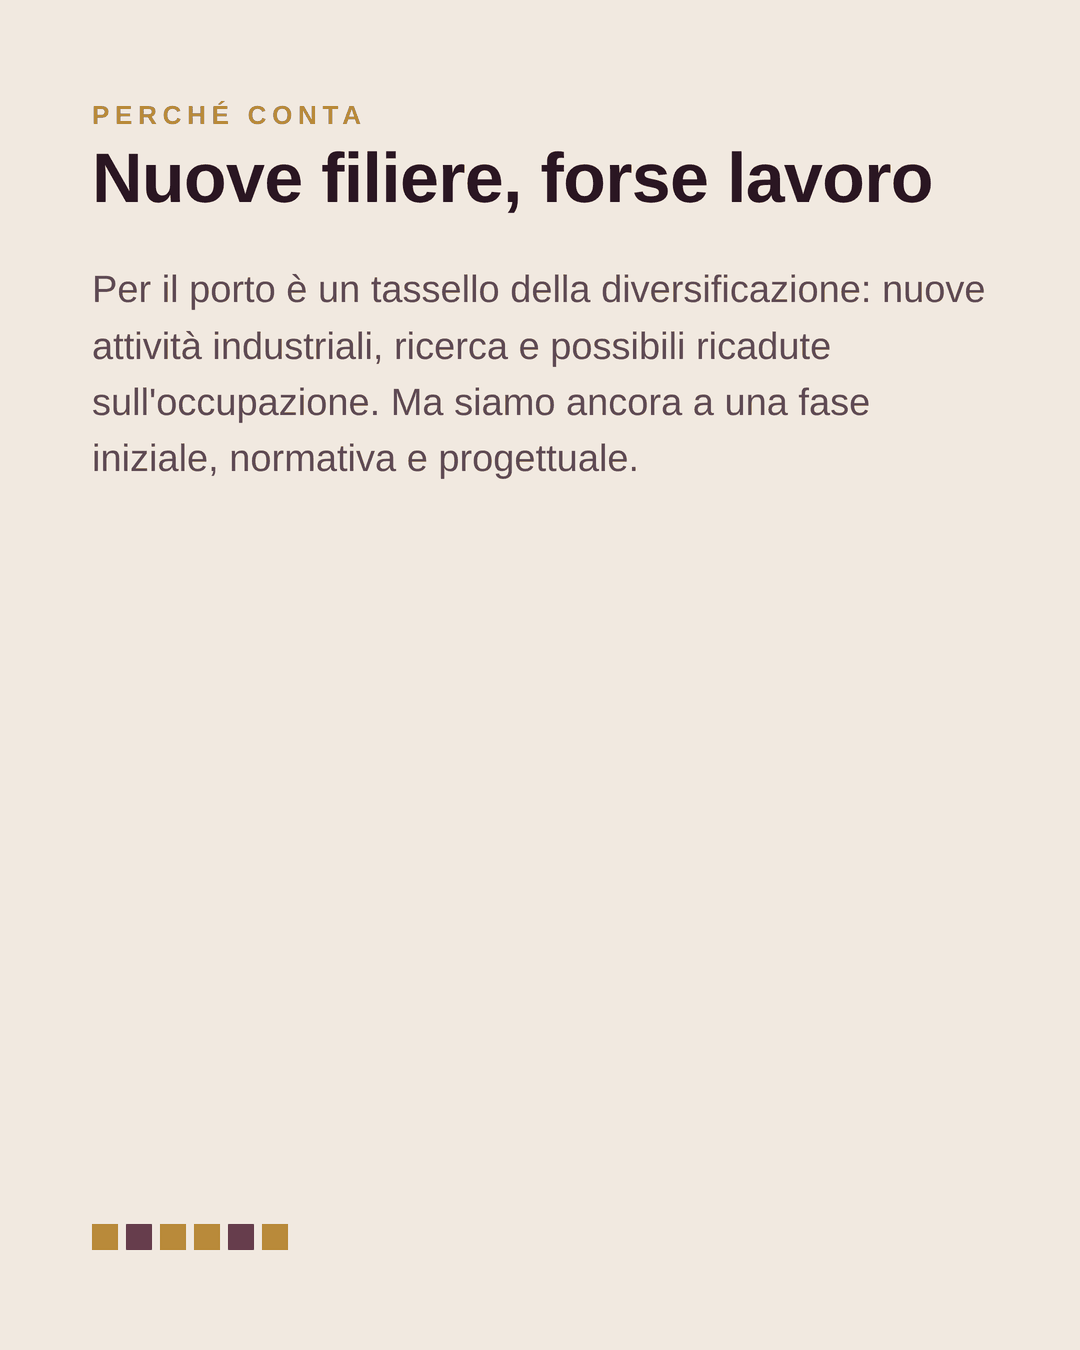 PERCHÉ CONTA
Nuove filiere, forse lavoro
Per il porto è un tassello della diversificazione: nuove
attività industriali, ricerca e possibili ricadute
sull'occupazione. Ma siamo ancora a una fase
iniziale, normativa e progettuale.